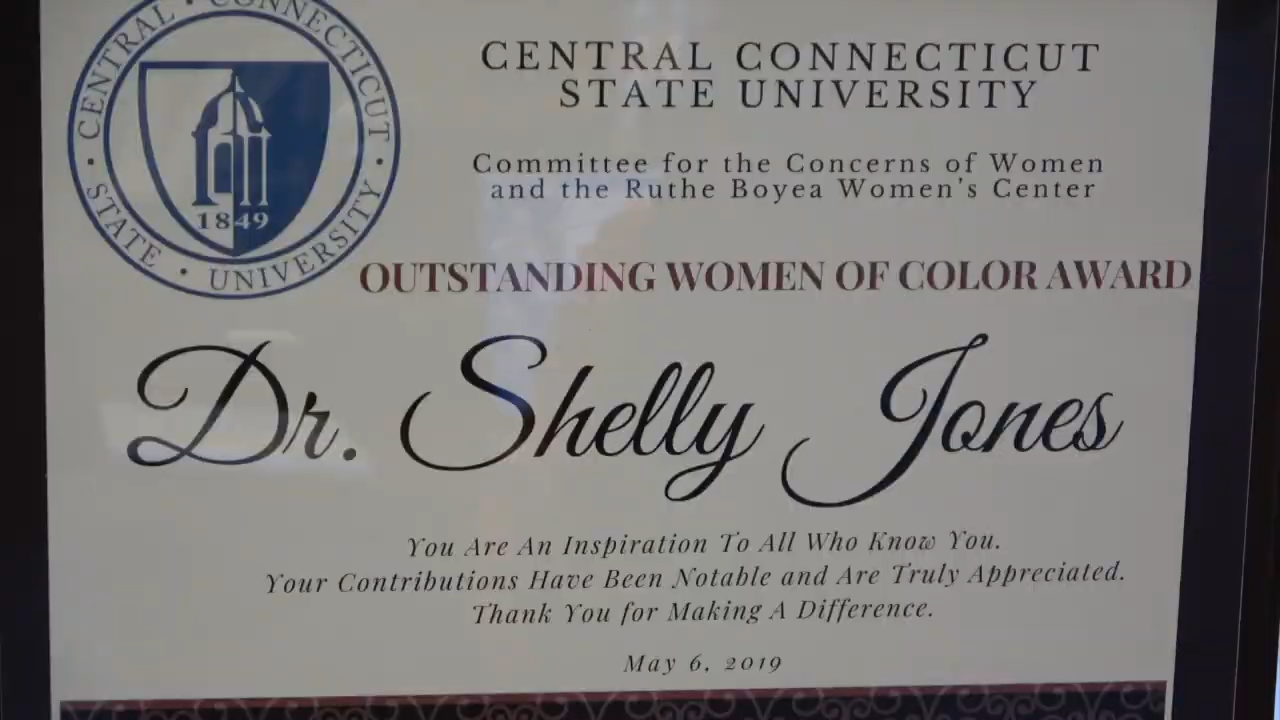 CENTRAL CONNECTICUT STATE UNIVERSITY
1849
CENTRAL CONNECTICUT
STATE UNIVERSITY
Committee for the Concerns of Women
and the Ruthe Boyea Women's Center
OUTSTANDING WOMEN OF COLOR AWARD
Dr. Shelly Jones
You Are An Inspiration To All Who Know You.
Your Contributions Have Been Notable and Are Truly Appreciated.
Thank You for Making A Difference.
May 6, 2019